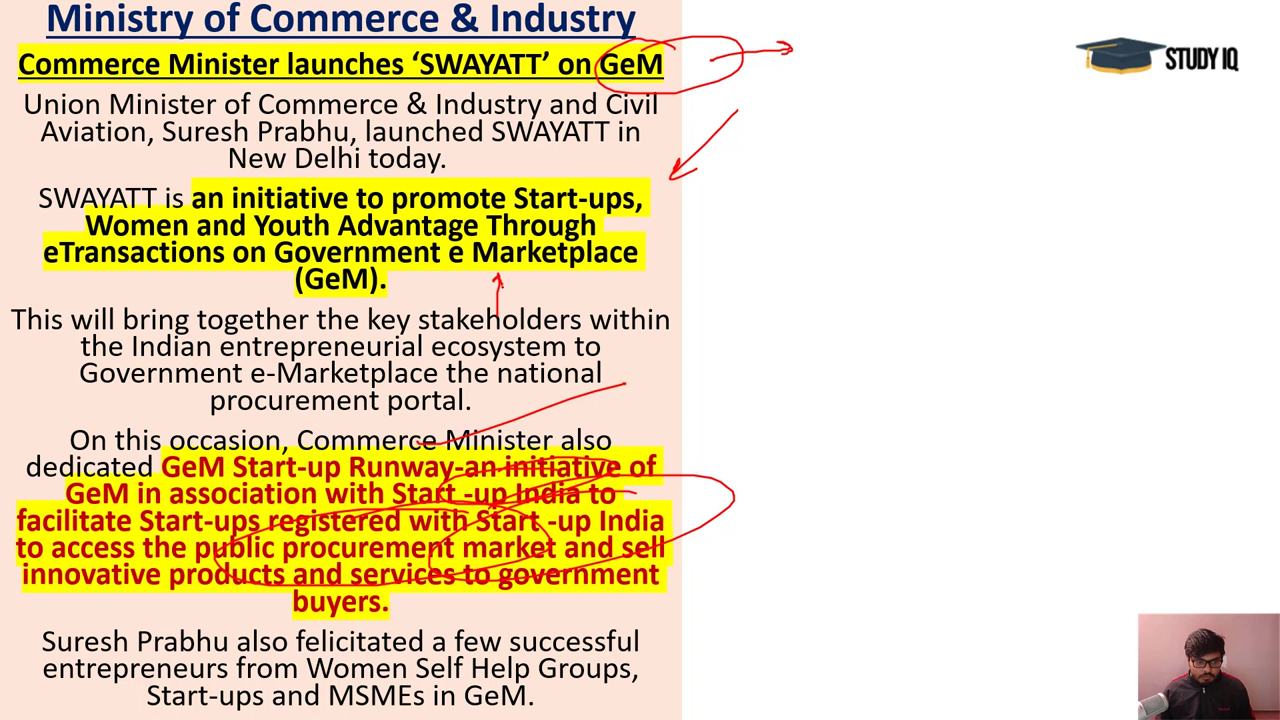 Ministry of Commerce & Industry
Commerce Minister launches ‘SWAYATT’ on GeM
Union Minister of Commerce & Industry and Civil
Aviation, Suresh Prabhu, launched SWAYATT in
New Delhi today.
SWAYATT is an initiative to promote Start-ups,
Women and Youth Advantage Through
eTransactions on Government e Marketplace
(GeM).
This will bring together the key stakeholders within
the Indian entrepreneurial ecosystem to
Government e-Marketplace the national
procurement portal.
On this occasion, Commerce Minister also
dedicated GeM Start-up Runway-an initiative of
GeM in association with Start -up India to
facilitate Start-ups registered with Start -up India
to access the public procurement market and sell
innovative products and services to government
buyers.
Suresh Prabhu also felicitated a few successful
entrepreneurs from Women Self Help Groups,
Start-ups and MSMEs in GeM.
STUDY IQ